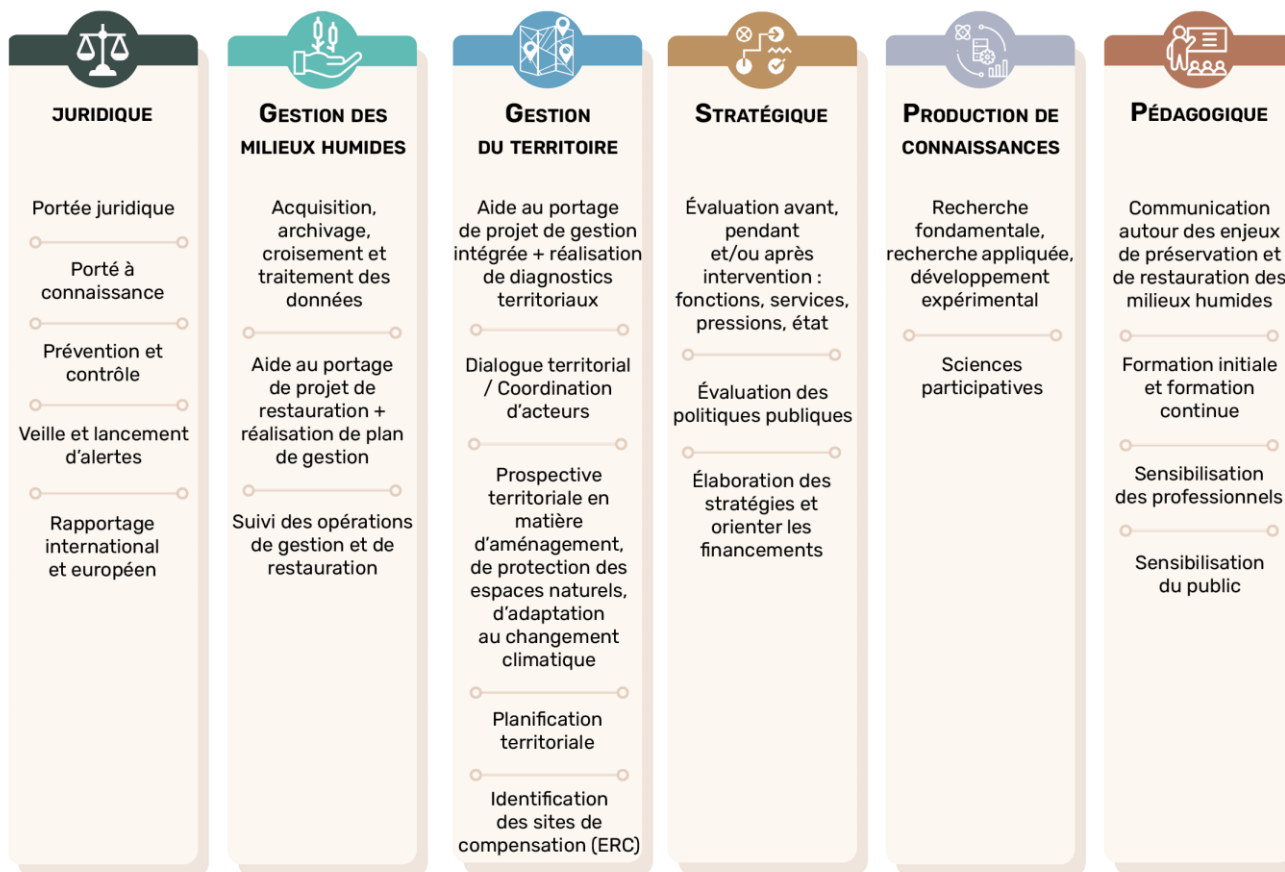 JURIDIQUE
Portée juridique
Porté à
connaissance
Prévention et
contrôle
Veille et lancement
d'alertes
Rapportage
international
et européen
GESTION DES
MILIEUX HUMIDES
Acquisition,
archivage,
croisement et
traitement des
données
Aide au portage
de projet de
restauration +
réalisation de plan
de gestion
Suivi des opérations
de gestion et de
restauration
GESTION
DU TERRITOIRE
Aide au portage
de projet de gestion
intégrée + réalisation
de diagnostics
territoriaux
Dialogue territorial
/ Coordination
d'acteurs
Prospective
territoriale en
matière
d'aménagement,
de protection des
espaces naturels,
d'adaptation
au changement
climatique
Planification
territoriale
Identification
des sites de
compensation (ERC)
STRATÉGIQUE
Évaluation avant,
pendant
et/ou après
intervention :
fonctions, services,
pressions, état
Évaluation des
politiques publiques
Élaboration des
stratégies et
orienter les
financements
PRODUCTION DE
CONNAISSANCES
Recherche
fondamentale,
recherche appliquée,
développement
expérimental
Sciences
participatives
PÉDAGOGIQUE
Communication
autour des enjeux
de préservation et
de restauration des
milieux humides
Formation initiale
et formation
continue
Sensibilisation
des professionnels
Sensibilisation
du public